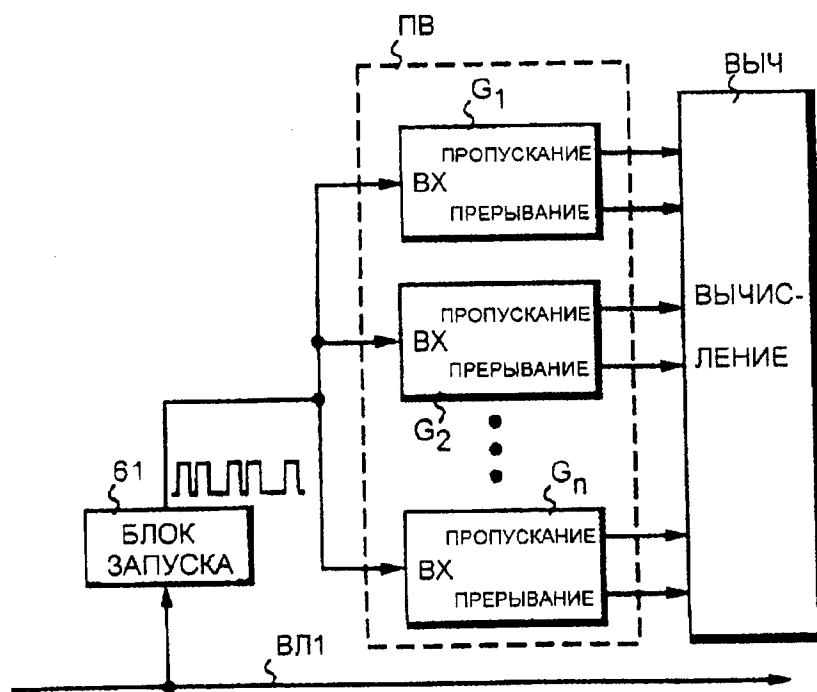 ПВ
ВЫЧ
G1
ПРОПУСКАНИЕ
ВХ
ПРЕРЫВАНИЕ
ПРОПУСКАНИЕ
ВХ
ПРЕРЫВАНИЕ
G2
ВЫЧИС-
ЛЕНИЕ
61
БЛОК
ЗАПУСКА
Gn
ПРОПУСКАНИЕ
ВХ
ПРЕРЫВАНИЕ
ВЛ1